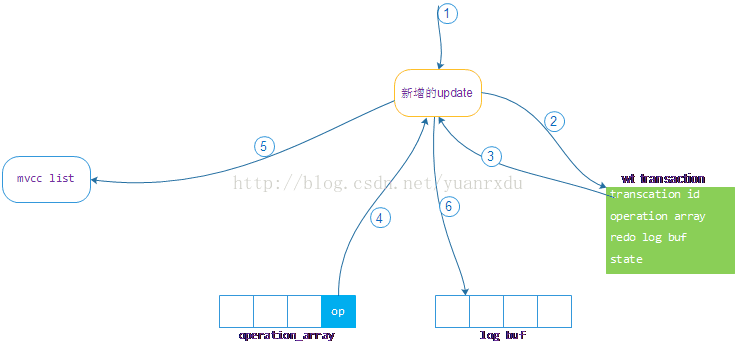 1
新增的update
2
5
3
mvcc list
http://blog.csdn.net/yuanrxdu
wt transaction
transcation id
4
6
operation array
redo log buf
state
op
operation_array
log buf